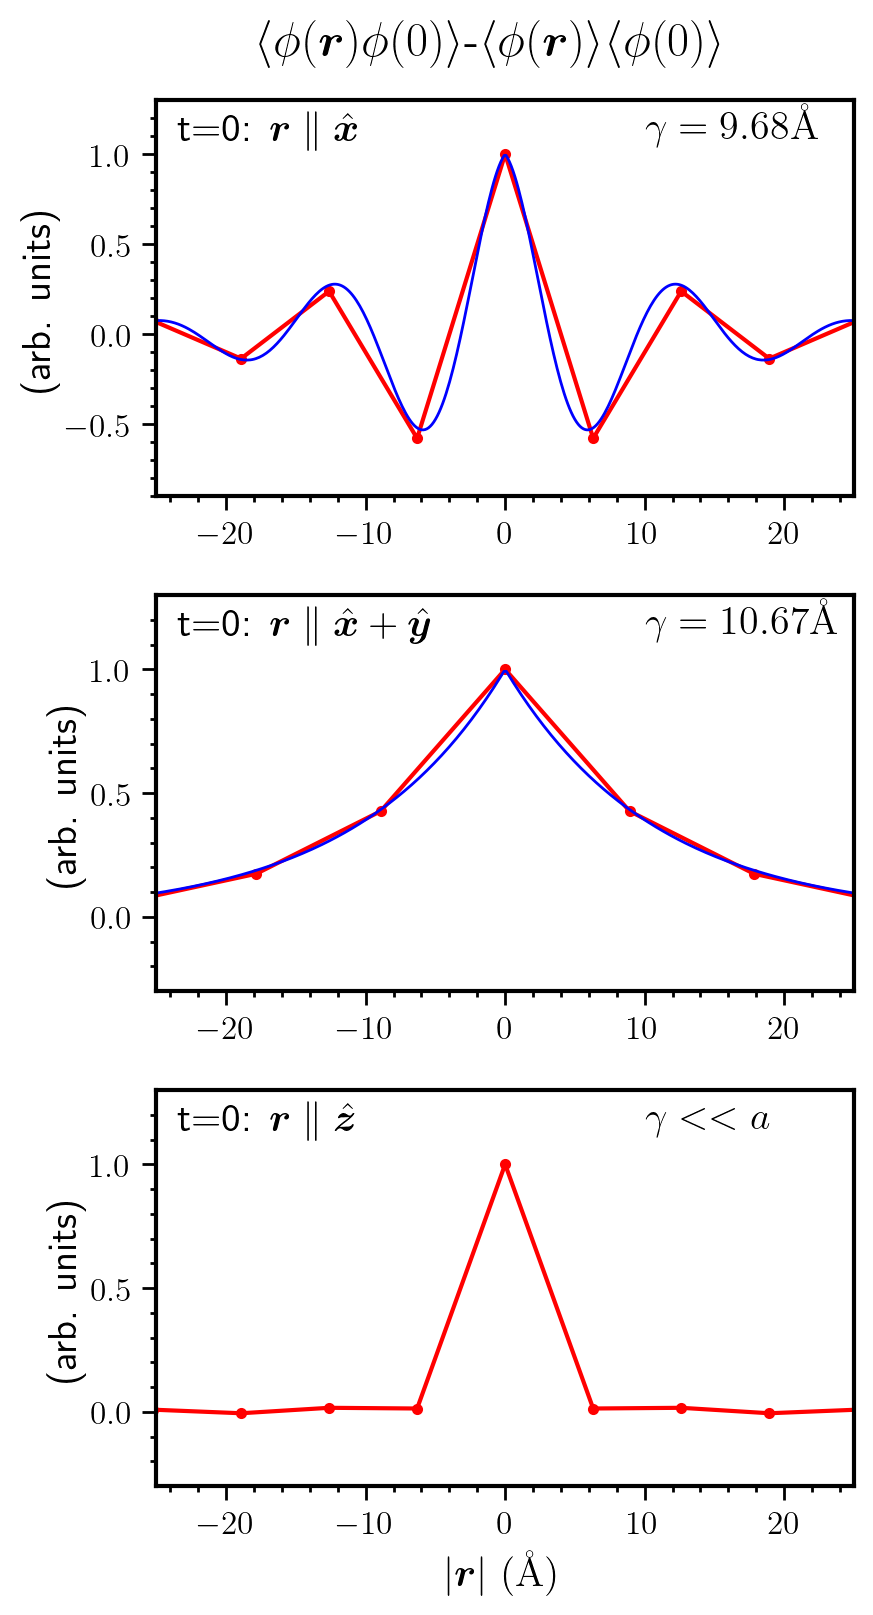 ⟨ϕ(r)ϕ(0)⟩-⟨ϕ(r)⟩⟨ϕ(0)⟩
t=0: r ∥ x̂
γ = 9.68Å
(arb. units)
1.0
0.5
0.0
−0.5
−20 −10 0 10 20
t=0: r ∥ x̂ + ŷ
γ = 10.67Å
(arb. units)
1.0
0.5
0.0
−20 −10 0 10 20
t=0: r ∥ ẑ
γ << a
(arb. units)
1.0
0.5
0.0
−20 −10 0 10 20
|r| (Å)